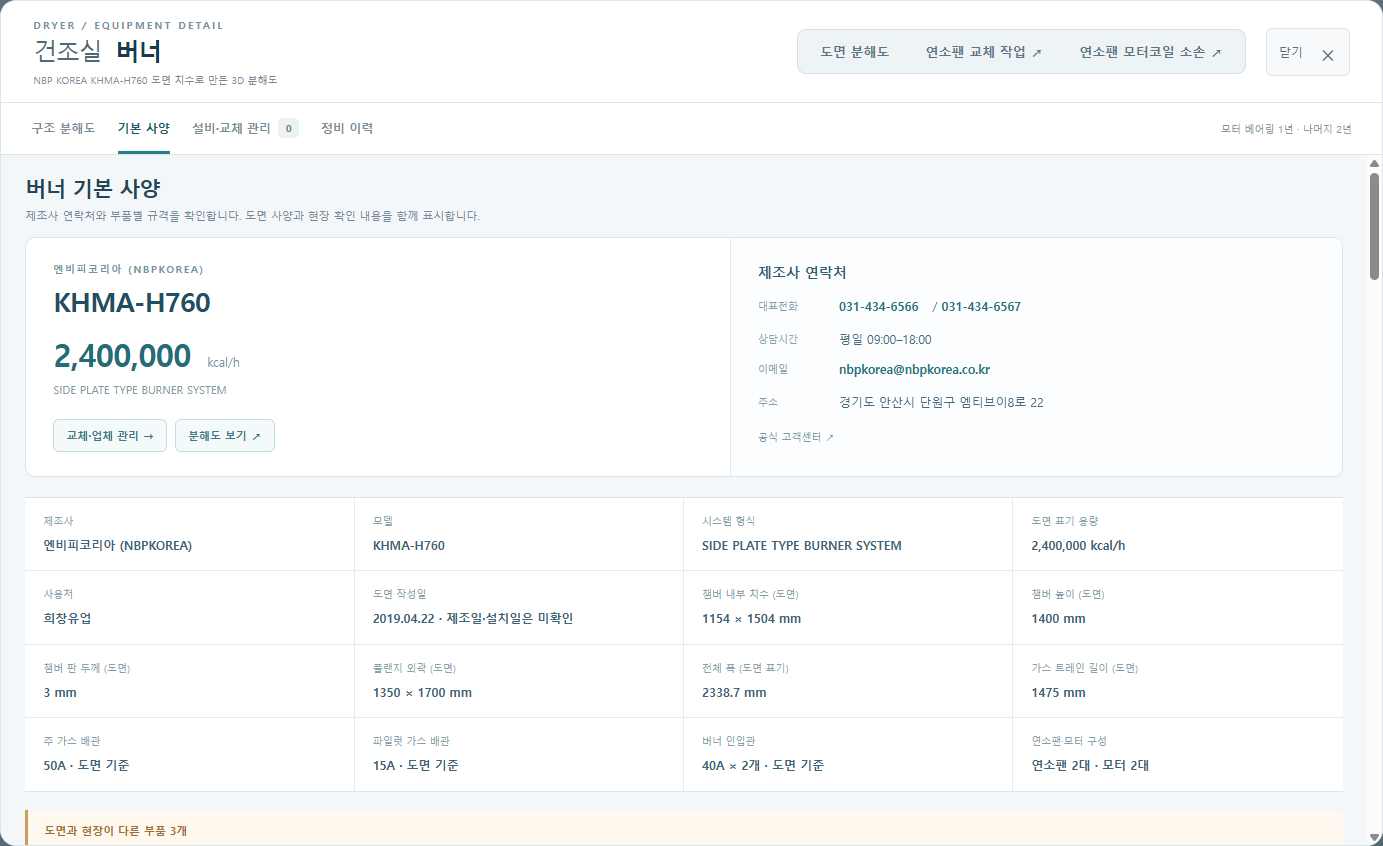 DRYER / EQUIPMENT DETAIL
건조실 버너
NBP KOREA KHMA-H760 도면 치수로 만든 3D 분해도
도면 분해도
연소팬 교체 작업 ↗
연소팬 모터코일 소손 ↗
닫기 ×
구조 분해도
기본 사양
설비·교체 관리 0
정비 이력
모터 베어링 1년 · 나머지 2년
버너 기본 사양
제조사 연락처와 부품별 규격을 확인합니다. 도면 사양과 현장 확인 내용을 함께 표시합니다.
엔비피코리아 (NBPKOREA)
KHMA-H760
2,400,000 kcal/h
SIDE PLATE TYPE BURNER SYSTEM
교체·업체 관리 →
분해도 보기 ↗
제조사 연락처
대표전화 031-434-6566 / 031-434-6567
상담시간 평일 09:00–18:00
이메일 nbpkorea@nbpkorea.co.kr
주소 경기도 안산시 단원구 엠티브이8로 22
공식 고객센터 ↗
제조사
엔비피코리아 (NBPKOREA)
모델
KHMA-H760
시스템 형식
SIDE PLATE TYPE BURNER SYSTEM
도면 표기 용량
2,400,000 kcal/h
사용처
희창유업
도면 작성일
2019.04.22 · 제조일·설치일은 미확인
챔버 내부 치수 (도면)
1154 × 1504 mm
챔버 높이 (도면)
1400 mm
챔버 판 두께 (도면)
3 mm
플랜지 외곽 (도면)
1350 × 1700 mm
전체 폭 (도면 표기)
2338.7 mm
가스 트레인 길이 (도면)
1475 mm
주 가스 배관
50A · 도면 기준
파일럿 가스 배관
15A · 도면 기준
버너 인입관
40A × 2개 · 도면 기준
연소팬·모터 구성
연소팬 2대 · 모터 2대
도면과 현장이 다른 부품 3개